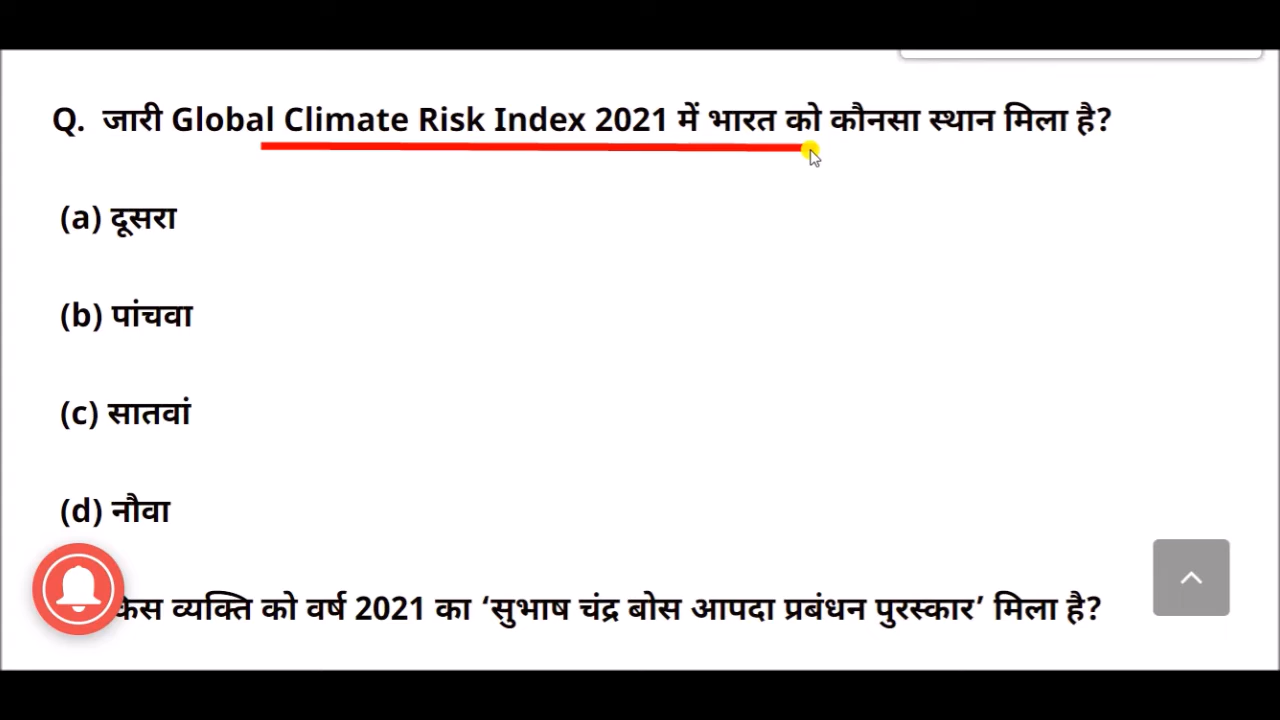 Q. जारी Global Climate Risk Index 2021 में भारत को कौनसा स्थान मिला है?
(a) दूसरा
(b) पांचवा
(c) सातवां
(d) नौवा
व्यक्ति को वर्ष 2021 का ‘सुभाष चंद्र बोस आपदा प्रबंधन पुरस्कार’ मिला है?